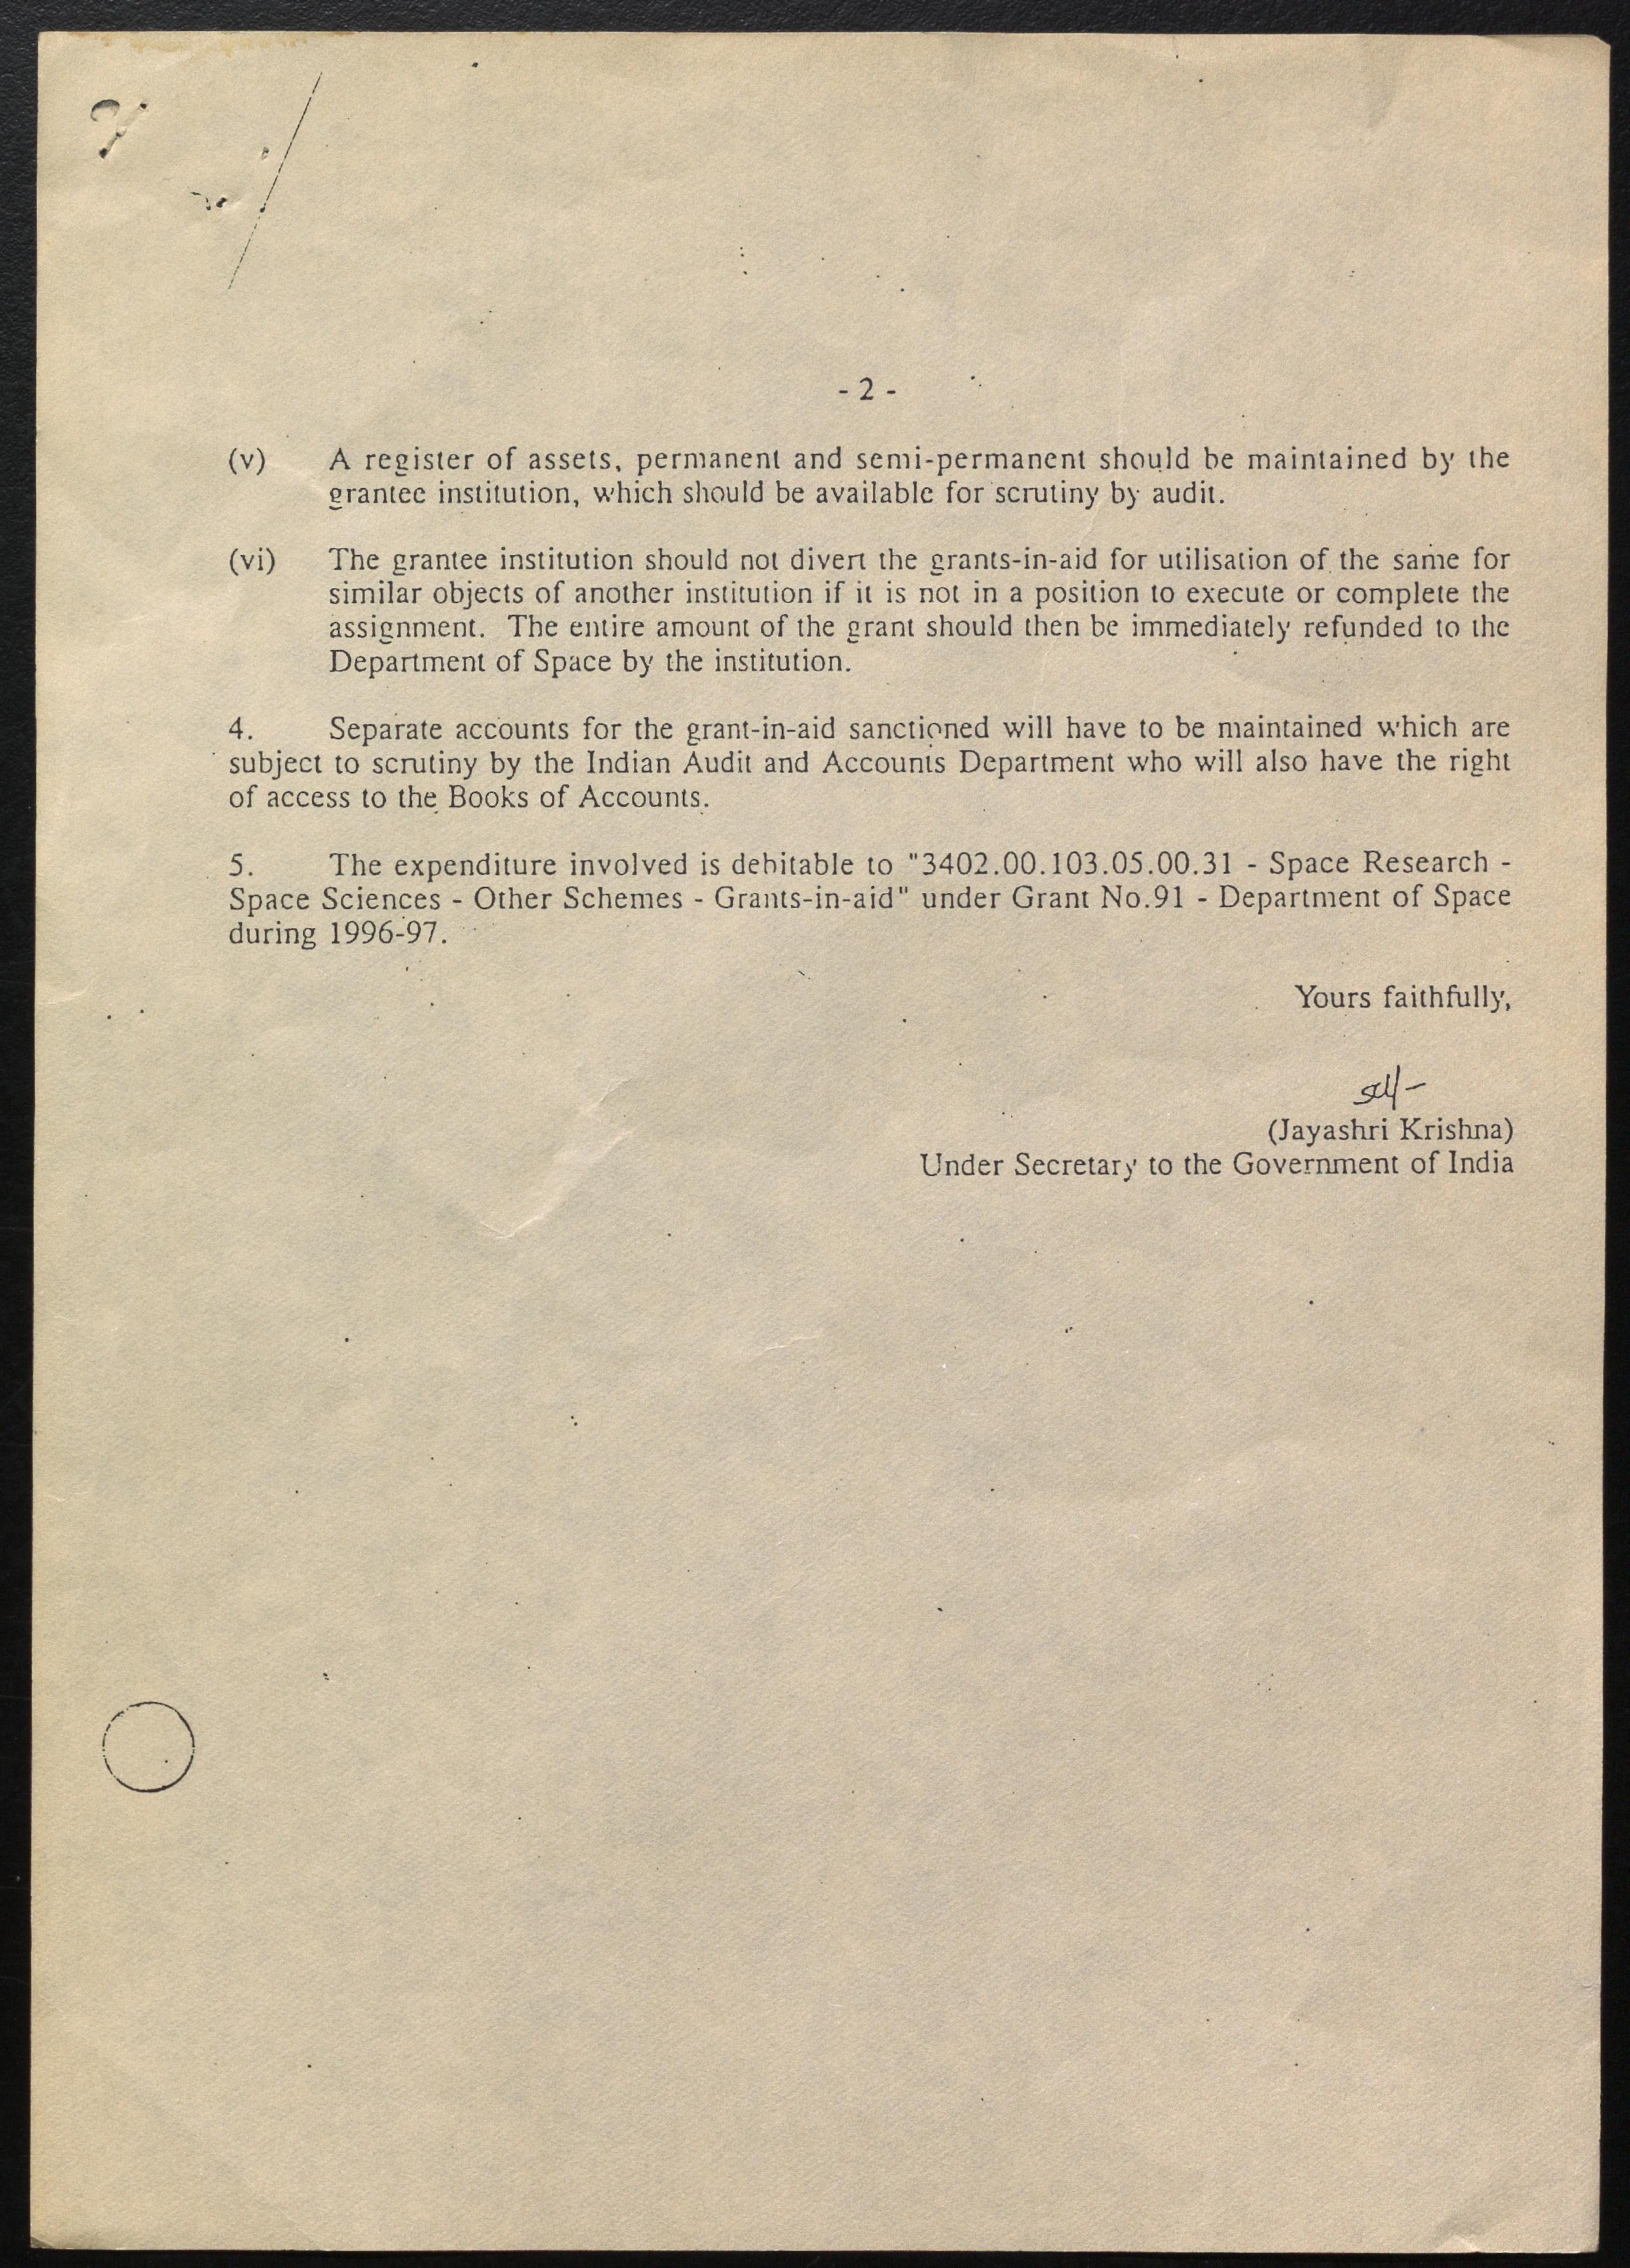 - 2 -
(v) A register of assets, permanent and semi-permanent should be maintained by the
grantee institution, which should be available for scrutiny by audit.
(vi) The grantee institution should not divert the grants-in-aid for utilisation of the same for
similar objects of another institution if it is not in a position to execute or complete the
assignment. The entire amount of the grant should then be immediately refunded to the
Department of Space by the institution.
4. Separate accounts for the grant-in-aid sanctioned will have to be maintained which are
subject to scrutiny by the Indian Audit and Accounts Department who will also have the right
of access to the Books of Accounts.
5. The expenditure involved is debitable to "3402.00.103.05.00.31 - Space Research -
Space Sciences - Other Schemes - Grants-in-aid" under Grant No.91 - Department of Space
during 1996-97.
Yours faithfully,
sd/-
(Jayashri Krishna)
Under Secretary to the Government of India